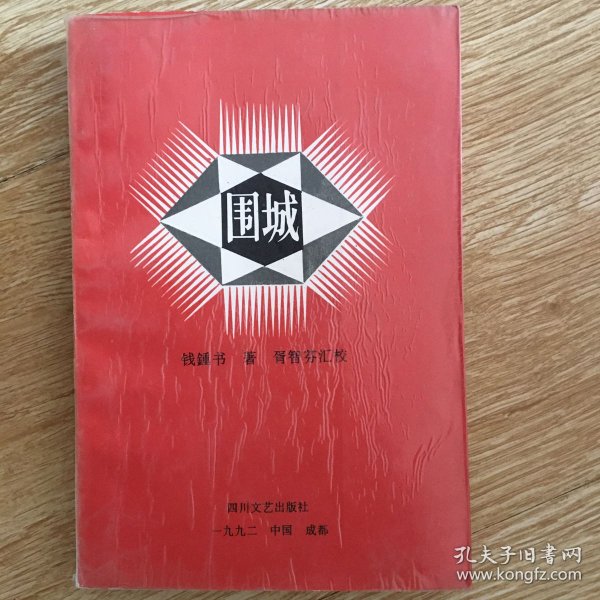 围城
钱鍾书 著 胥智芬汇校
四川文艺出版社
一九九二 中国 成都
孔夫子旧书网
www.kongfz.com